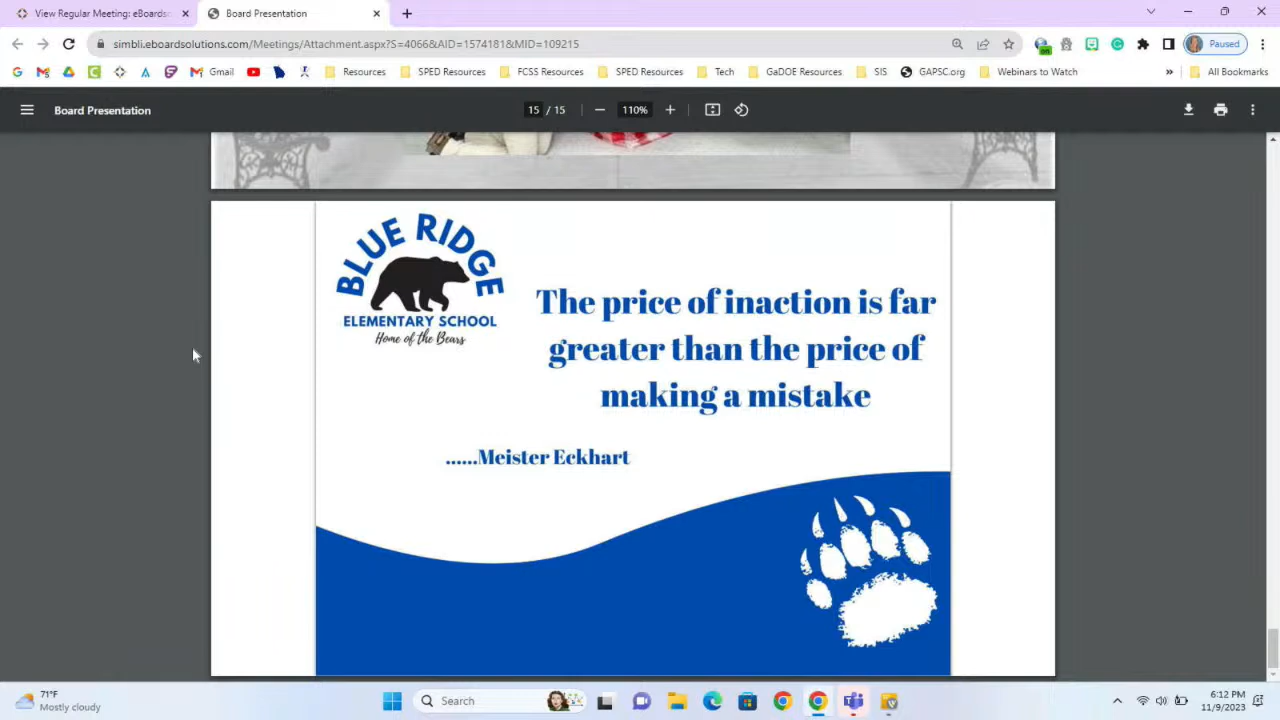 View Regular Meeting: eBoards
Board Presentation
simbli.eboardsolutions.com/Meetings/Attachment.aspx?S=4066&AID=1574181&MID=109215
Paused
Gmail
Resources
SPED Resources
FCSS Resources
SPED Resources
Tech
GaDOE Resources
SIS
GAPSC.org
Webinars to Watch
»
All Bookmarks
Board Presentation
15 / 15
110%
BLUE RIDGE
ELEMENTARY SCHOOL
Home of the Bears
The price of inaction is far
greater than the price of
making a mistake
......Meister Eckhart
71°F
Mostly cloudy
Search
6:12 PM
11/9/2023